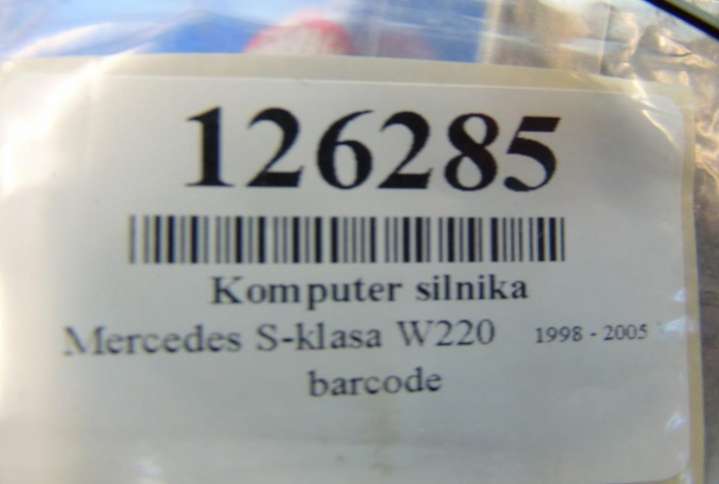 126285
Komputer silnika
Mercedes S-klasa W220 1998 - 2005
barcode